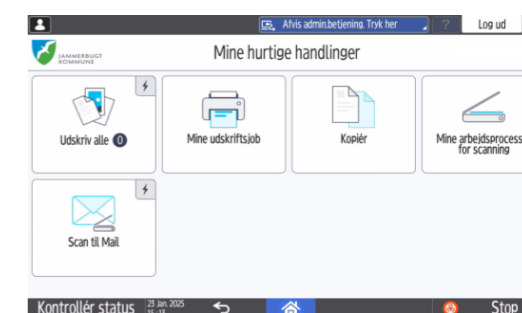 Afvis admin.betjening. Tryk her
?
Log ud
JAMMERBUGT
KOMMUNE
Mine hurtige handlinger
Udskriv alle 0
Mine udskriftsjob
Kopiér
Mine arbejdsprocess
for scanning
Scan til Mail
Kontrollér status
23 Jan. 2025
Stop